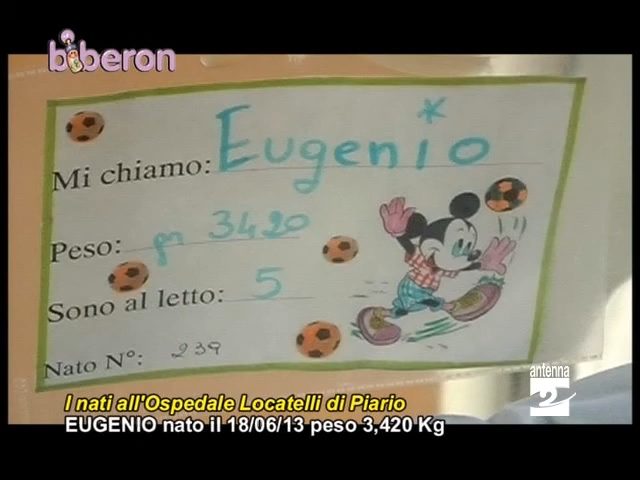 biberon
Mi chiamo: Eugenio
Peso: gr 3420
Sono al letto: 5
Nato N°: 239
antenna
2
I nati all'Ospedale Locatelli di Piario
EUGENIO nato il 18/06/13 peso 3,420 Kg